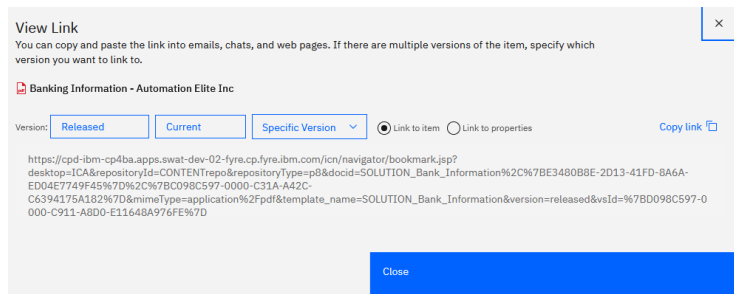 View Link
You can copy and paste the link into emails, chats, and web pages. If there are multiple versions of the item, specify which
version you want to link to.
Banking Information - Automation Elite Inc
Version: Released Current Specific Version Link to item Link to properties Copy link
https://cpd-ibm-cp4ba.apps.swat-dev-02-fyre.cp.fyre.ibm.com/icn/navigator/bookmark.jsp?
desktop=ICA&repositoryId=CONTENTrepo&repositoryType=p8&docid=SOLUTION_Bank_Information%2C%7BE3480B8E-2D13-41FD-8A6A-
ED04E7749F45%7D%2C%7BC098C597-0000-C31A-A42C-
C6394175A182%7D&mimeType=application%2Fpdf&template_name=SOLUTION_Bank_Information&version=released&vsId=%7BD098C597-0
000-C911-A8D0-E11648A976FE%7D
Close